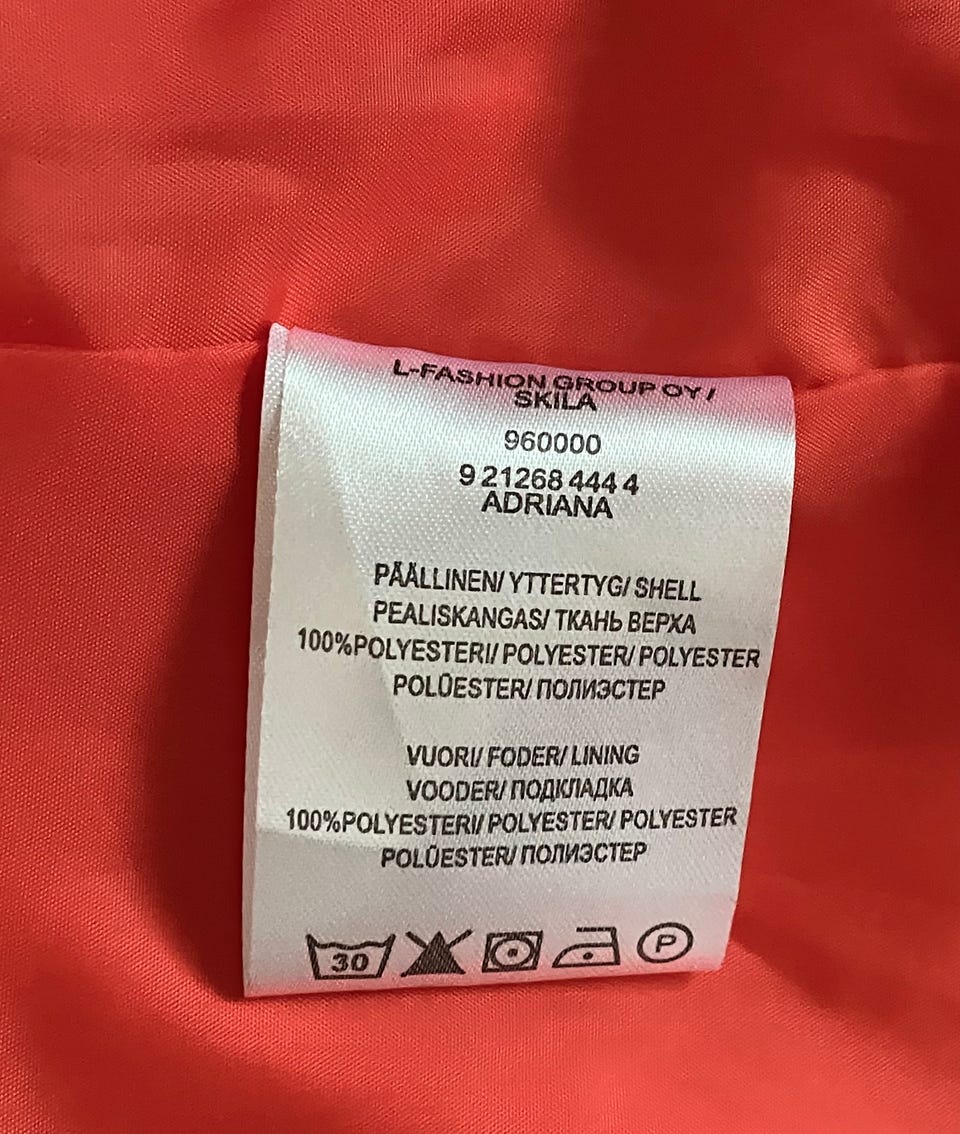 L-FASHION GROUP OY/
SKILA
960000
9 21268 444 4
ADRIANA
PÄÄLLINEN/ YTTERTYG/ SHELL
PEALISKANGAS/ ТКАНЬ ВЕРХА
100%POLYESTERI/ POLYESTER/ POLYESTER
POLÜESTER/ ПОЛИЭСТЕР
VUORI/ FODER/ LINING
VOODER/ ПОДКЛАДКА
100%POLYESTERI/ POLYESTER/ POLYESTER
POLÜESTER/ ПОЛИЭСТЕР
30 P